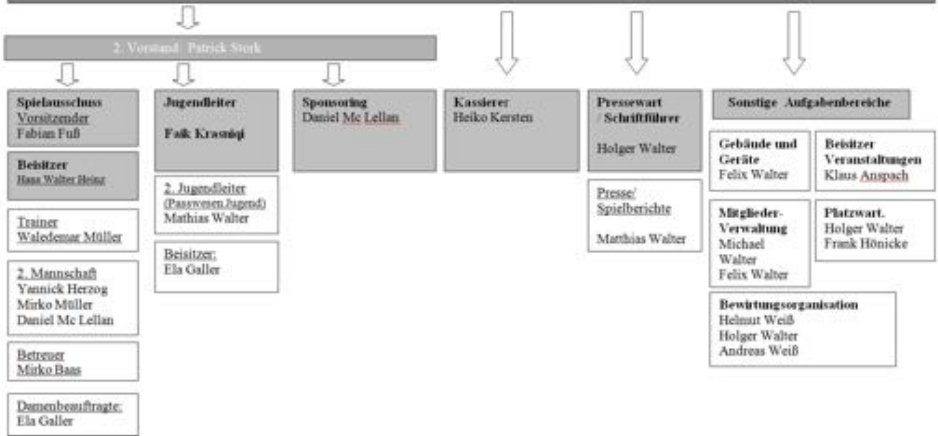 2. Vorstand: Patrick Stork
Spielausschuss
Vorsitzender
Fabian Fuß
Beisitzer
Hans Walter Heinz
Trainer
Waledemar Müller
2. Mannschaft
Yannick Herzog
Mirko Müller
Daniel Mc Lellan
Betreuer
Mirko Baas
Damenbeauftragte:
Ela Galler
Jugendleiter
Faik Krasniqi
2. Jugendleiter
(Passwesen Jugend)
Mathias Walter
Beisitzer:
Ela Galler
Sponsoring
Daniel Mc Lellan
Kassierer
Heiko Kersten
Pressewart
/ Schriftführer
Holger Walter
Presse/
Spielberichte
Matthias Walter
Sonstige Aufgabenbereiche
Gebäude und
Geräte
Felix Walter
Beisitzer
Veranstaltungen
Klaus Anspach
Mitglieder-
Verwaltung
Michael
Walter
Felix Walter
Platzwart.
Holger Walter
Frank Hönicke
Bewirtungsorganisation
Helmut Weiß
Holger Walter
Andreas Weiß